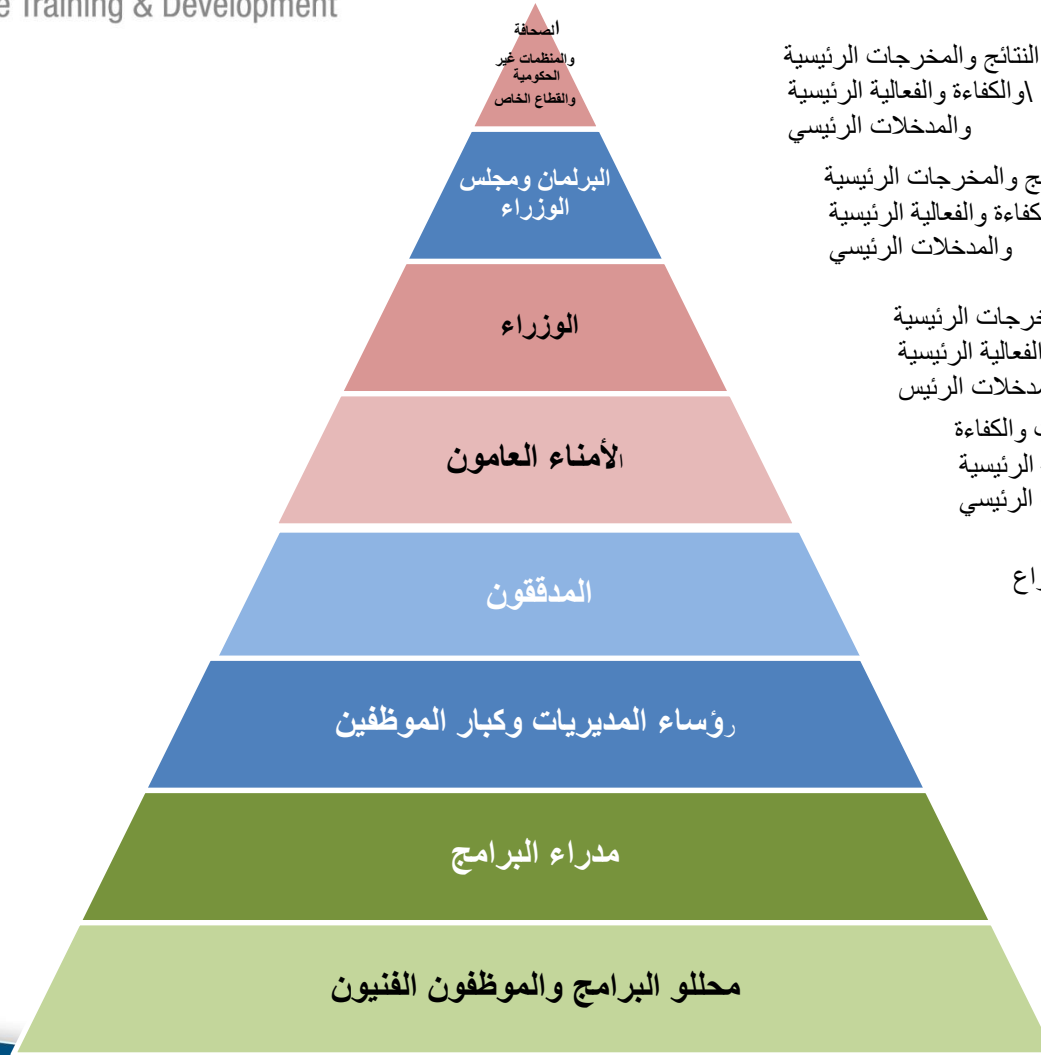 Training & Development
الصحافة
والمنظمات غير
الحكومية
والقطاع الخاص
النتائج والمخرجات الرئيسية
\والكفاءة والفعالية الرئيسية
والمدخلات الرئيسي
البرلمان ومجلس
الوزراء
والمخرجات الرئيسية
والفعالية الرئيسية
والمدخلات الرئيسي
الوزراء
الرئيسية
الفعالية الرئيسية
الرئيس
الأمناء العامون
والكفاءة
الرئيسية
الرئيسي
المدققون
رؤساء المديريات وكبار الموظفين
مدراء البرامج
محللو البرامج والموظفون الفنيون